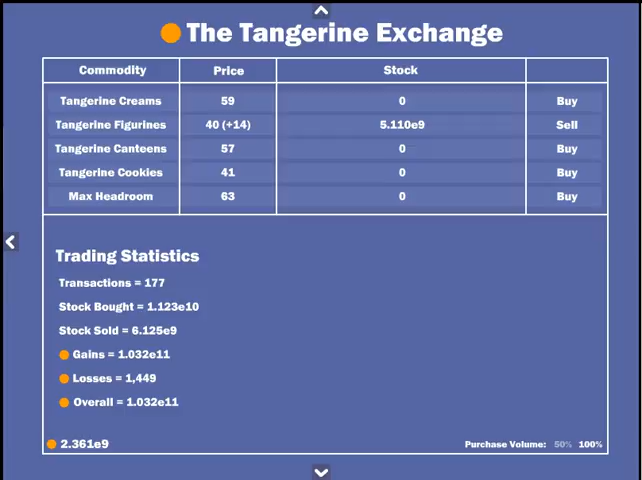 The Tangerine Exchange
Commodity Price Stock
Tangerine Creams 59 0 Buy
Tangerine Figurines 40 (+14) 5.110e9 Sell
Tangerine Canteens 57 0 Buy
Tangerine Cookies 41 0 Buy
Max Headroom 63 0 Buy
Trading Statistics
Transactions = 177
Stock Bought = 1.123e10
Stock Sold = 6.125e9
Gains = 1.032e11
Losses = 1,449
Overall = 1.032e11
2.361e9 Purchase Volume: 50% 100%